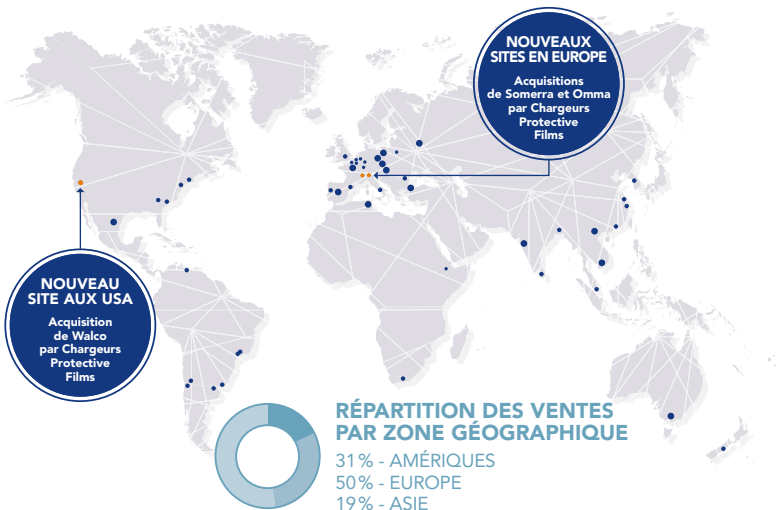 NOUVEAUX
SITES EN EUROPE
Acquisitions
de Somerra et Omma
par Chargeurs
Protective
Films
NOUVEAU
SITE AUX USA
Acquisition
de Walco
par Chargeurs
Protective
Films
RÉPARTITION DES VENTES
PAR ZONE GÉOGRAPHIQUE
31 % - AMÉRIQUES
50 % - EUROPE
19 % - ASIE